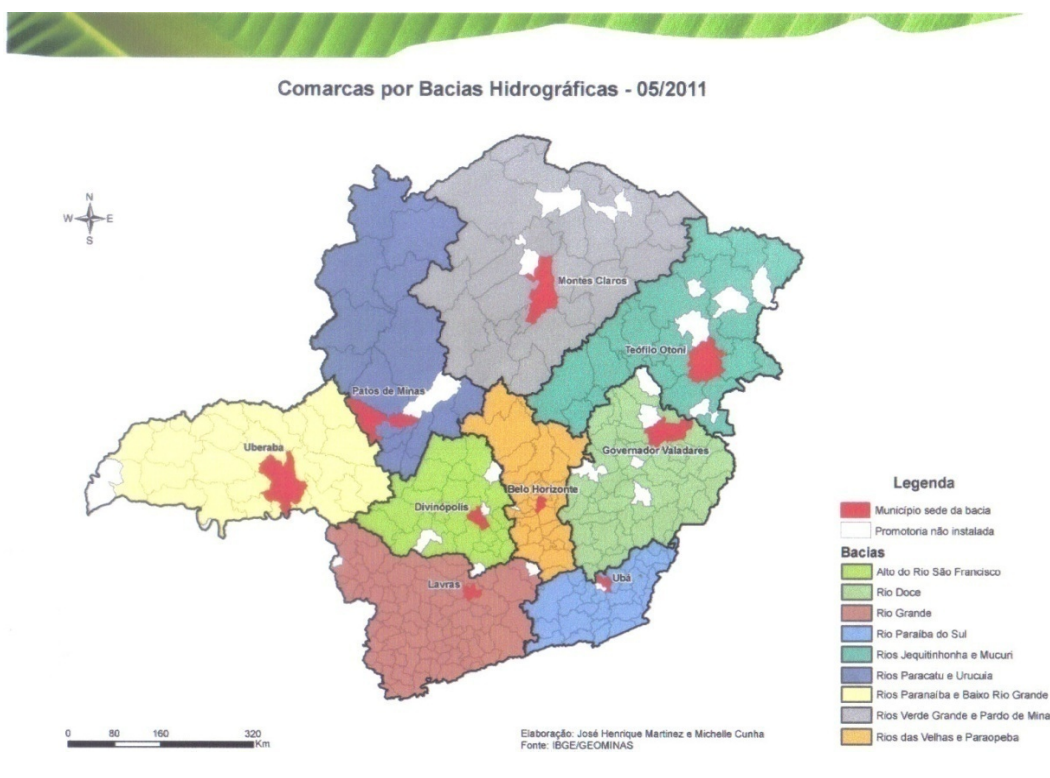 Comarcas por Bacias Hidrográficas - 05/2011
N
W E
S
Montes Claros
Teófilo Otoni
Patos de Minas
Uberaba
Governador Valadares
Belo Horizonte
Divinópolis
Ubá
Lavras
Legenda
Município sede da bacia
Promotoria não instalada
Bacias
Alto do Rio São Francisco
Rio Doce
Rio Grande
Rio Paraíba do Sul
Rios Jequitinhonha e Mucuri
Rios Paracatu e Urucuia
Rios Paranaíba e Baixo Rio Grande
Rios Verde Grande e Pardo de Mina
Rios das Velhas e Paraopeba
0 80 160 320
Km
Elaboração: José Henrique Martinez e Michelle Cunha
Fonte: IBGE/GEOMINAS